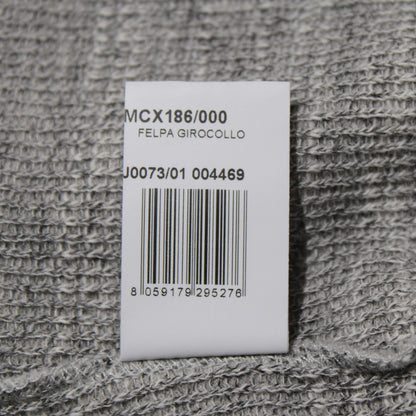 MCX186/000
FELPA GIROCOLLO
J0073/01 004469
8 059179 295276